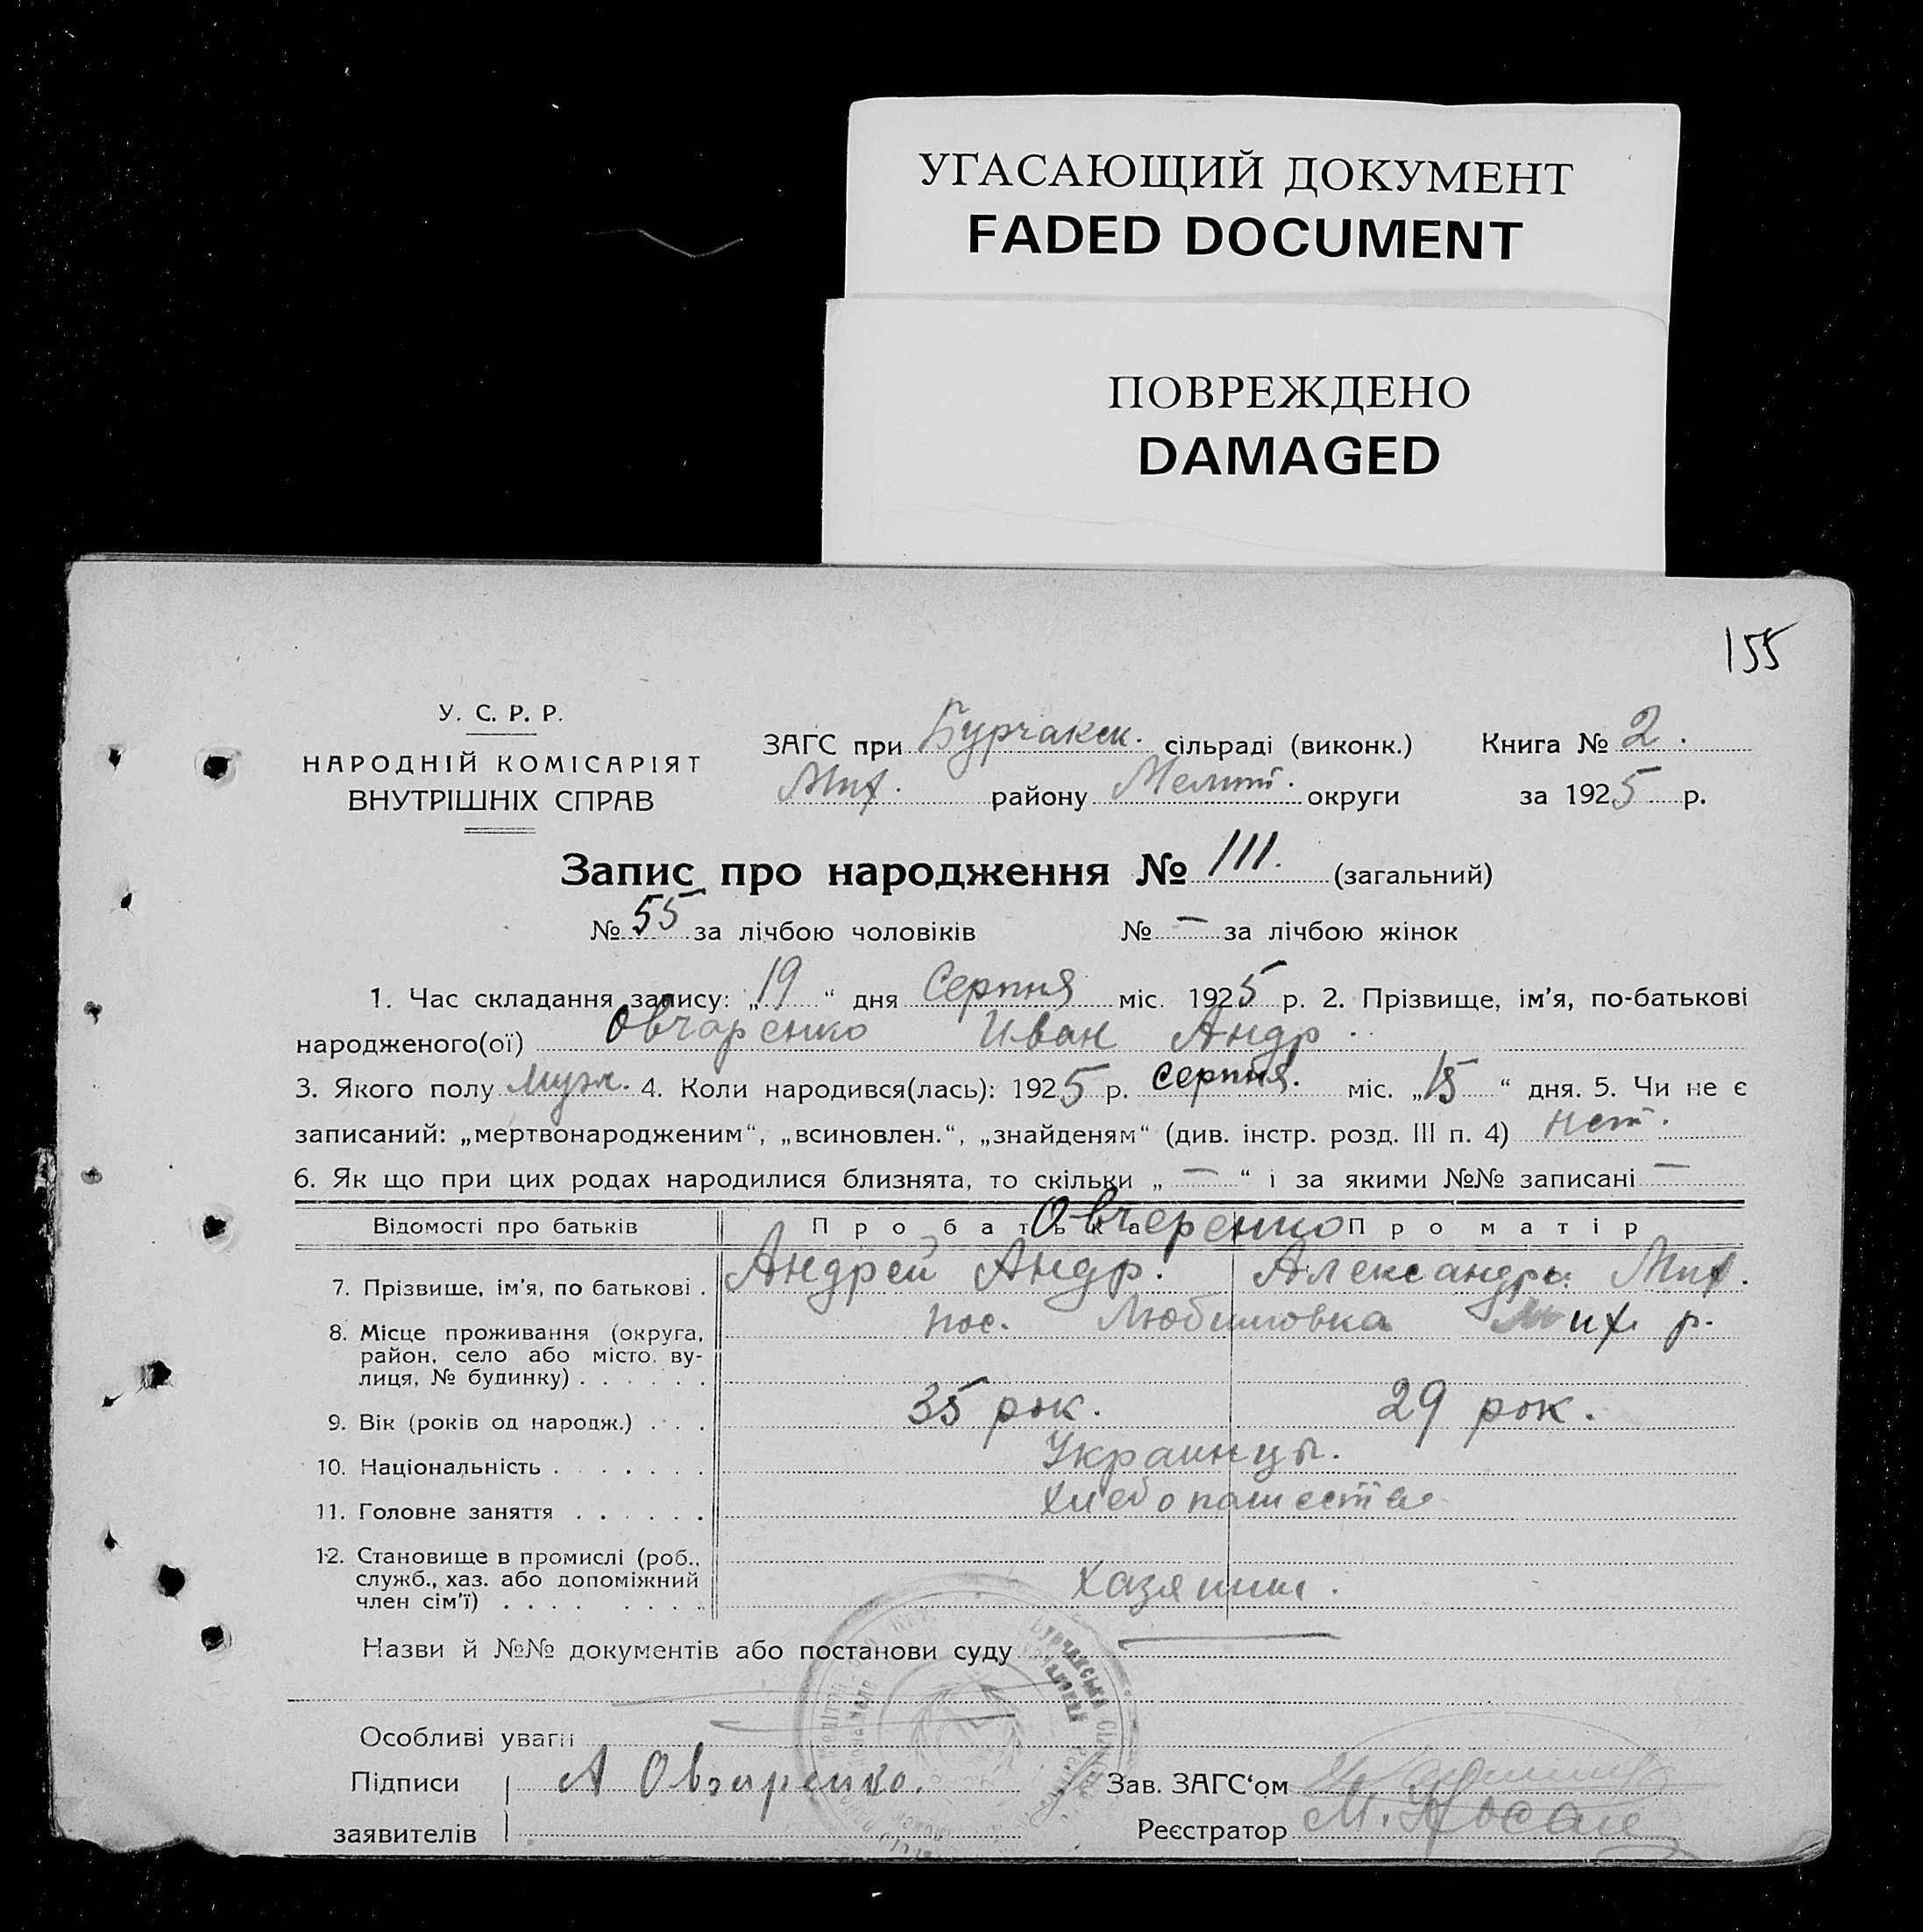 УГАСАЮЩИЙ ДОКУМЕНТ
FADED DOCUMENT
ПОВРЕЖДЕНО
DAMAGED
155
У. С. Р. Р.
НАРОДНІЙ КОМІСАРІЯТ
ВНУТРІШНІХ СПРАВ
ЗАГС при Бурчакск. сільраді (виконк.) Книга № 2.
Мих. району Мелит. округи за 1925 р.
Запис про народження № 111. (загальний)
№ 55 за лічбою чоловіків № — за лічбою жінок
1. Час складання запису: „19“ дня Серпня міс. 1925 р. 2. Прізвище, ім'я, по-батькові
народженого(ої) Овчаренко Иван Андр.
3. Якого полу Муж. 4. Коли народився(лась): 1925 р. Серпня. міс. „15“ дня. 5. Чи не є
записаний: „мертвонародженим“, „всиновлен.“, „знайденям“ (див. інстр. розд. III п. 4) нет.
6. Як що при цих родах народилися близнята, то скільки „—“ і за якими №№ записані —
Відомості про батьків Про батька Про матір
Овчеренко
7. Прізвище, ім'я, по батькові . Андрей Андр. Александра Мих.
8. Місце проживання (округа, пос. Любимовка Мих. р.
район, село або місто, ву-
лиця, № будинку) . . . . . .
9. Вік (років од народж.) . . . 35 рок. 29 рок.
10. Національність . . . . . . . Украинцы.
11. Головне заняття . . . . . . Хлебопашество
12. Становище в промислі (роб.,
служб., хаз. або допоміжний Хазяини.
член сім'ї) . . . . . . . .
Назви й №№ документів або постанови суду —
Особливі уваги
Підписи А Овчаренко. Зав. ЗАГС‘ом
заявителів Реєстратор М. Носал
Бурчакська